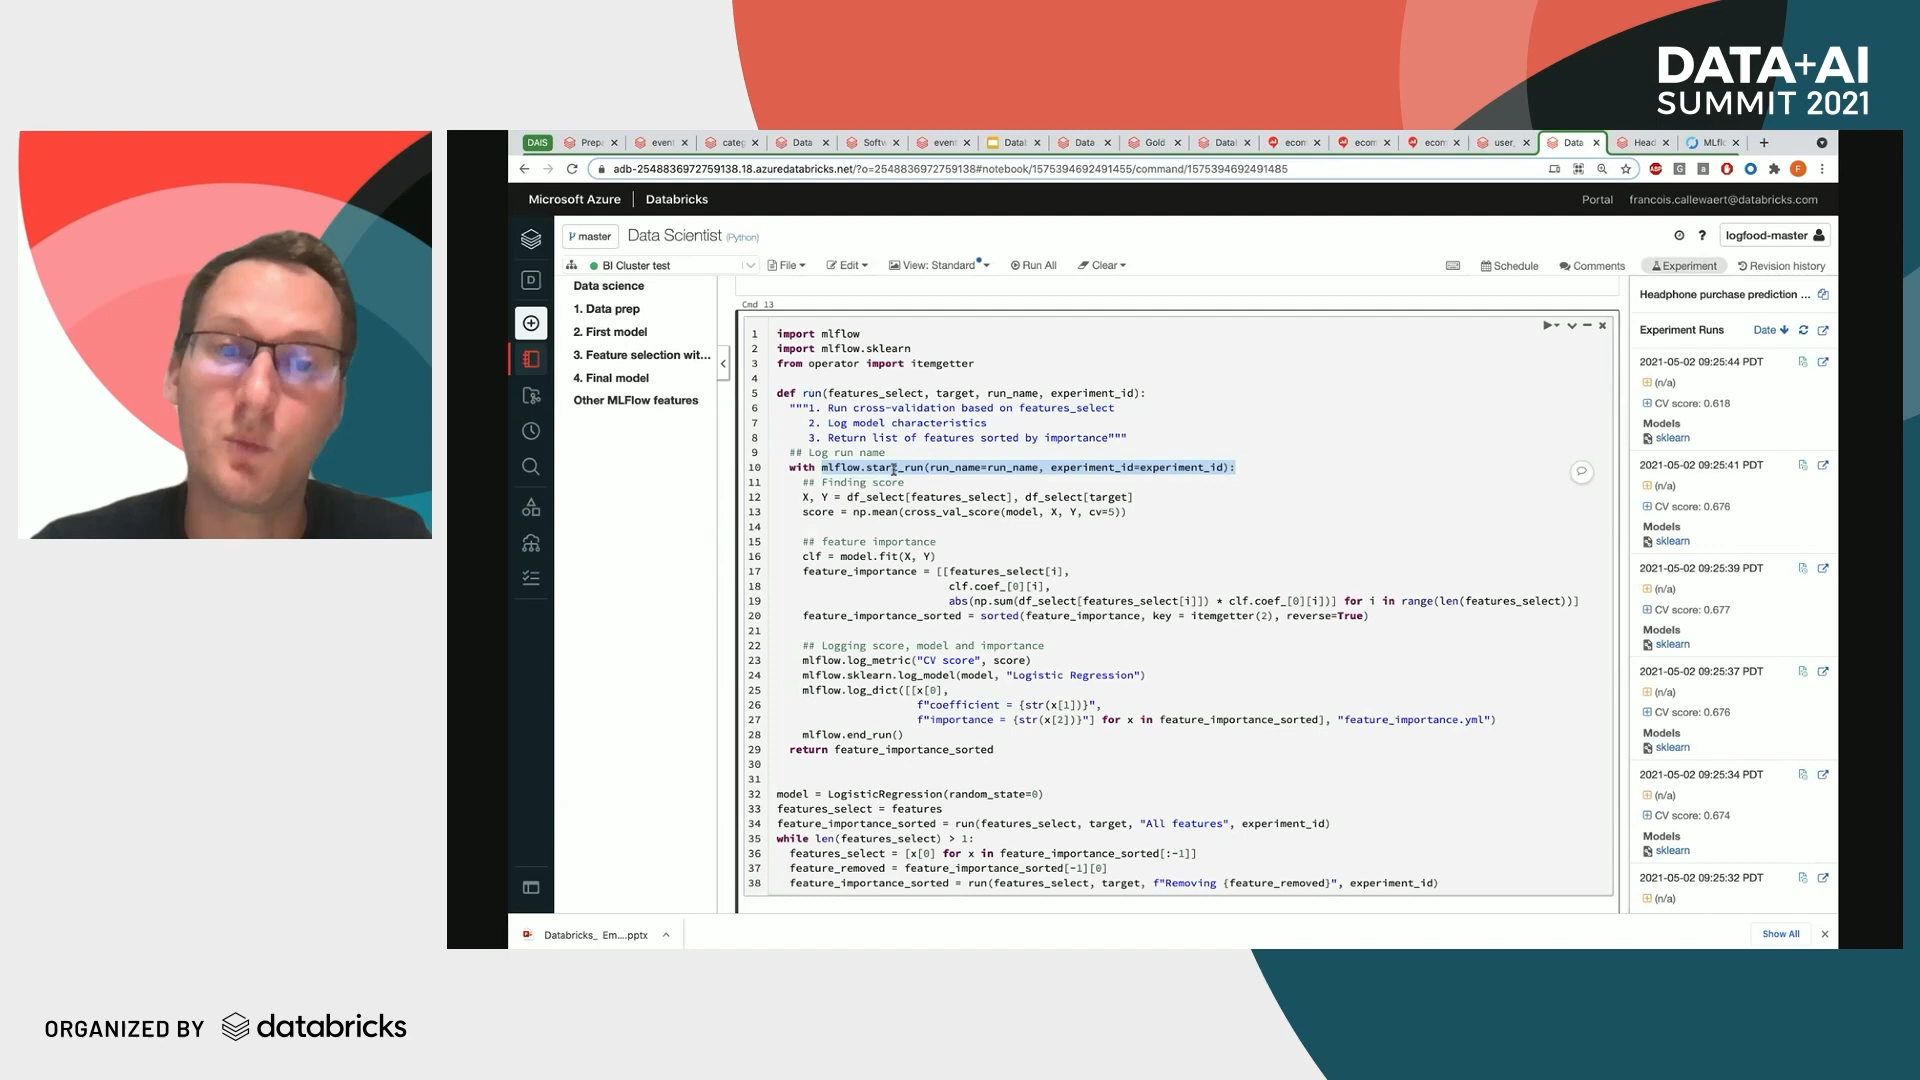 DATA+AI
SUMMIT 2021
DAIS
Prepa
event
categ
Data
Softw
event
Datab
Data
Gold
Datab
ecom
ecom
ecom
user_
Data
Head
MLflo
adb-2548836972759138.18.azuredatabricks.net/?o=2548836972759138#notebook/1575394692491455/command/1575394692491485
Microsoft Azure
Databricks
Portal
francois.callewaert@databricks.com
master
Data Scientist (Python)
logfood-master
BI Cluster test
File
Edit
View: Standard
Run All
Clear
Schedule
Comments
Experiment
Revision history
Data science
1. Data prep
2. First model
3. Feature selection wit...
4. Final model
Other MLFlow features
Cmd 13
1 import mlflow
2 import mlflow.sklearn
3 from operator import itemgetter
4
5 def run(features_select, target, run_name, experiment_id):
6 """1. Run cross-validation based on features_select
7 2. Log model characteristics
8 3. Return list of features sorted by importance"""
9 ## Log run name
10 with mlflow.start_run(run_name=run_name, experiment_id=experiment_id):
11 ## Finding score
12 X, Y = df_select[features_select], df_select[target]
13 score = np.mean(cross_val_score(model, X, Y, cv=5))
14
15 ## feature importance
16 clf = model.fit(X, Y)
17 feature_importance = [[features_select[i],
18 clf.coef_[0][i],
19 abs(np.sum(df_select[features_select[i]]) * clf.coef_[0][i])] for i in range(len(features_select))]
20 feature_importance_sorted = sorted(feature_importance, key = itemgetter(2), reverse=True)
21
22 ## Logging score, model and importance
23 mlflow.log_metric("CV score", score)
24 mlflow.sklearn.log_model(model, "Logistic Regression")
25 mlflow.log_dict([[x[0],
26 f"coefficient = {str(x[1])}",
27 f"importance = {str(x[2])}"] for x in feature_importance_sorted], "feature_importance.yml")
28 mlflow.end_run()
29 return feature_importance_sorted
30
31
32 model = LogisticRegression(random_state=0)
33 features_select = features
34 feature_importance_sorted = run(features_select, target, "All features", experiment_id)
35 while len(features_select) > 1:
36 features_select = [x[0] for x in feature_importance_sorted[:-1]]
37 feature_removed = feature_importance_sorted[-1][0]
38 feature_importance_sorted = run(features_select, target, f"Removing {feature_removed}", experiment_id)
Headphone purchase prediction ...
Experiment Runs
Date
2021-05-02 09:25:44 PDT
(n/a)
CV score: 0.618
Models
sklearn
2021-05-02 09:25:41 PDT
(n/a)
CV score: 0.676
Models
sklearn
2021-05-02 09:25:39 PDT
(n/a)
CV score: 0.677
Models
sklearn
2021-05-02 09:25:37 PDT
(n/a)
CV score: 0.676
Models
sklearn
2021-05-02 09:25:34 PDT
(n/a)
CV score: 0.674
Models
sklearn
2021-05-02 09:25:32 PDT
(n/a)
Databricks_ Em....pptx
Show All
ORGANIZED BY databricks